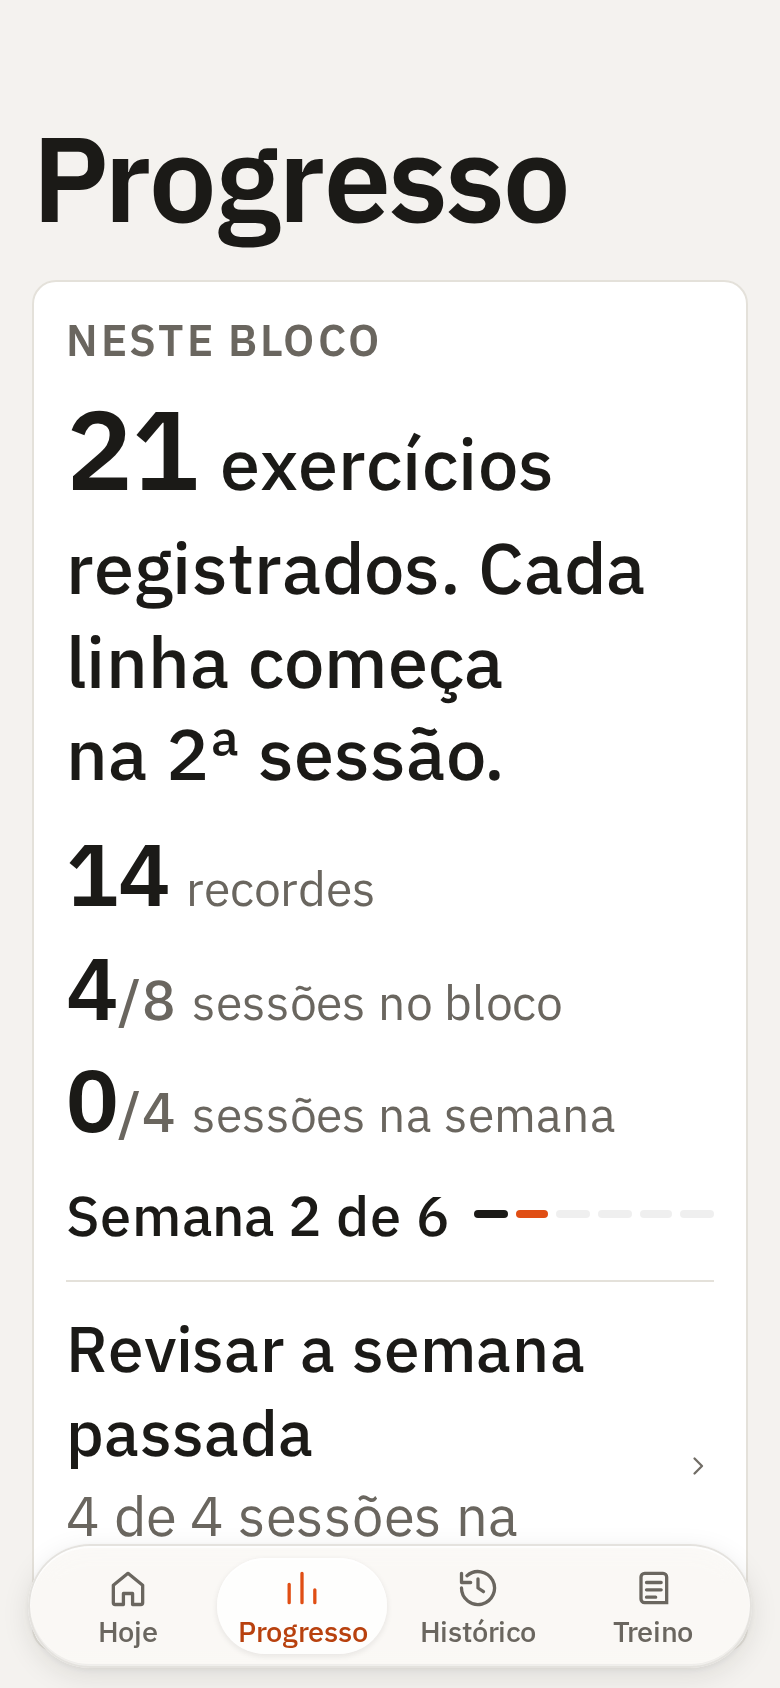 Progresso
NESTE BLOCO
21 exercícios
registrados. Cada
linha começa
na 2ª sessão.
14 recordes
4/8 sessões no bloco
0/4 sessões na semana
Semana 2 de 6
Revisar a semana
passada
4 de 4 sessões na
Hoje
Progresso
Histórico
Treino